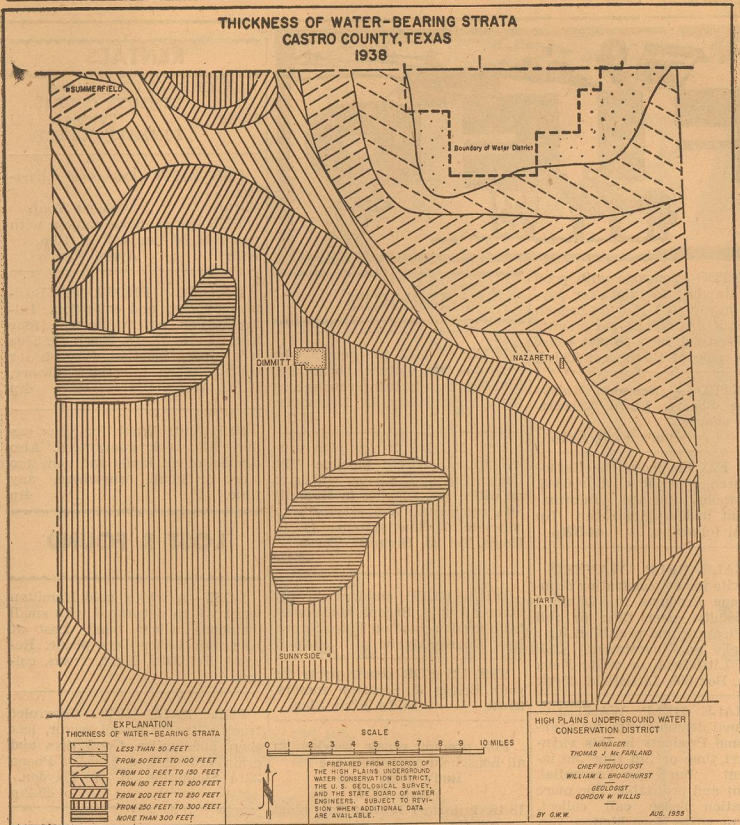 THICKNESS OF WATER-BEARING STRATA
CASTRO COUNTY, TEXAS
1938
SUMMERFIELD
Boundary of Water District
DIMMITT
NAZARETH
HART
SUNNYSIDE
EXPLANATION
THICKNESS OF WATER-BEARING STRATA
LESS THAN 50 FEET
FROM 50 FEET TO 100 FEET
FROM 100 FEET TO 150 FEET
FROM 150 FEET TO 200 FEET
FROM 200 FEET TO 250 FEET
FROM 250 FEET TO 300 FEET
MORE THAN 300 FEET
SCALE
0 1 2 3 4 5 6 7 8 9 10 MILES
N
PREPARED FROM RECORDS OF
THE HIGH PLAINS UNDERGROUND
WATER CONSERVATION DISTRICT,
THE U. S. GEOLOGICAL SURVEY,
AND THE STATE BOARD OF WATER
ENGINEERS. SUBJECT TO REVI-
SION WHEN ADDITIONAL DATA
ARE AVAILABLE.
HIGH PLAINS UNDERGROUND WATER
CONSERVATION DISTRICT
MANAGER
THOMAS J. McFARLAND
CHIEF HYDROLOGIST
WILLIAM L. BROADHURST
GEOLOGIST
GORDON W. WILLIS
BY G.W.W. AUG. 1955